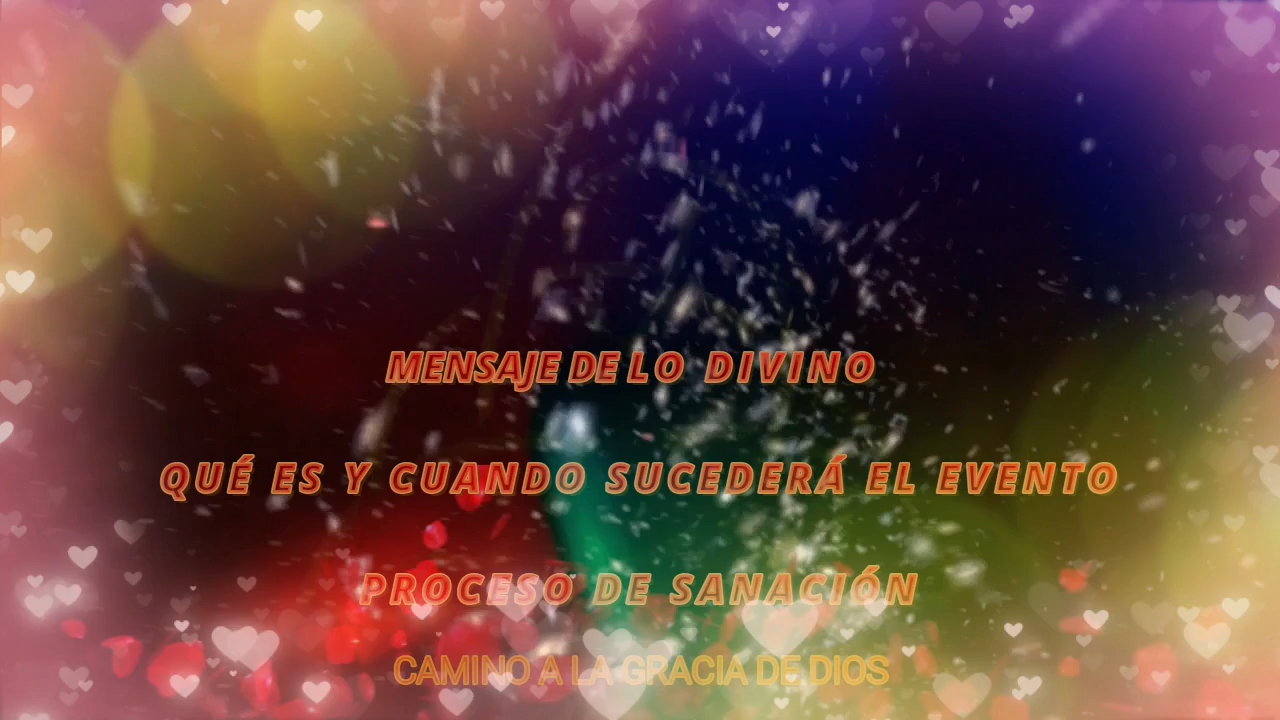 MENSAJE DE LO DIVINO
QUÉ ES Y CUANDO SUCEDERÁ EL EVENTO
PROCESO DE SANACIÓN
CAMINO A LA GRACIA DE DIOS